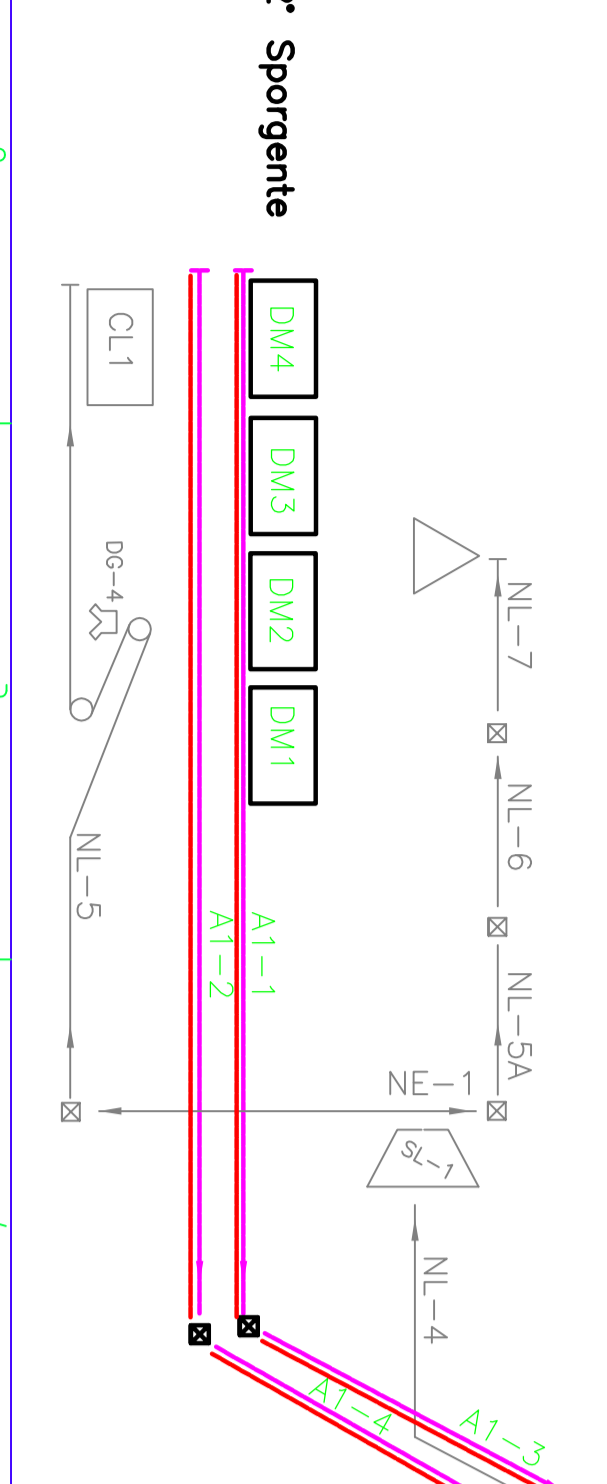 Sporgente
CL1
DM4
DM3
DM2
DM1
DG-4
NL-7
NL-6
NL-5
A1-2
A1-1
NL-5A
NE-1
SL-1
NL-4
A1-4
A1-3